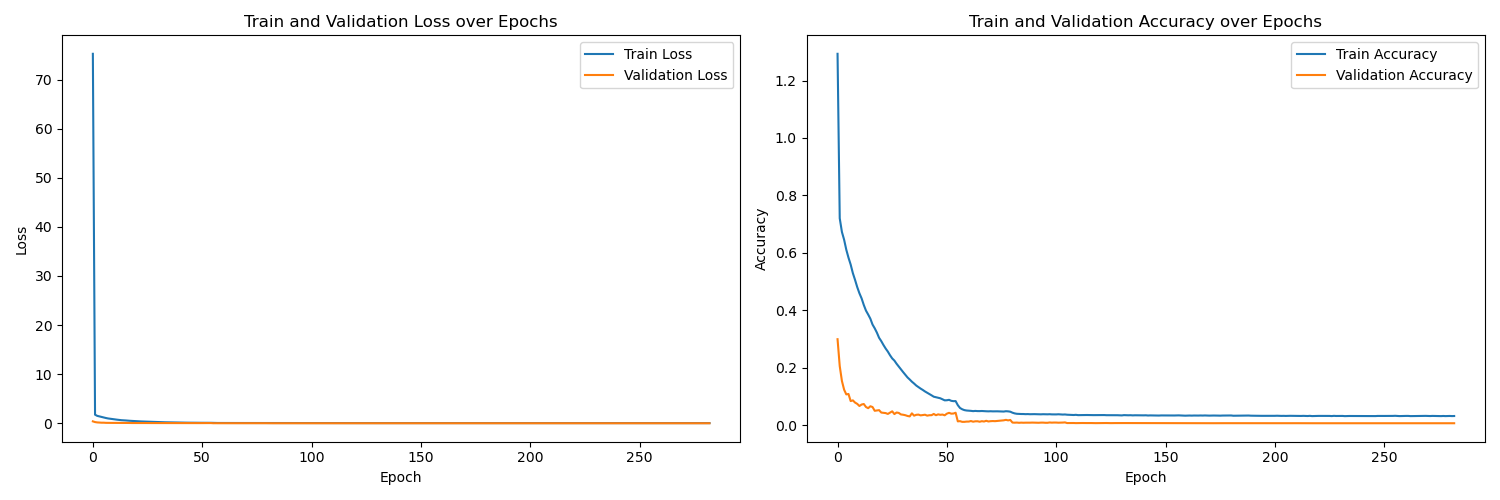 Train and Validation Loss over Epochs
Train Loss
Validation Loss
Loss
70
60
50
40
30
20
10
0
0 50 100 150 200 250
Epoch
Train and Validation Accuracy over Epochs
Train Accuracy
Validation Accuracy
Accuracy
1.2
1.0
0.8
0.6
0.4
0.2
0.0
0 50 100 150 200 250
Epoch